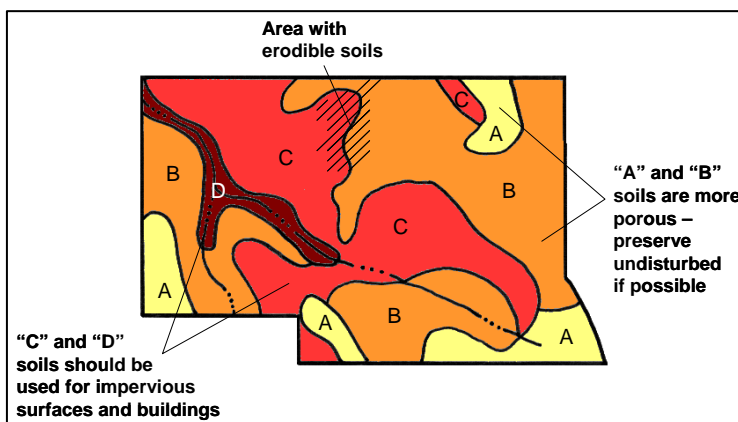 Area with
erodible soils
C
A
B
C
D
B
C
"A" and "B"
soils are more
porous –
preserve
undisturbed
if possible
A
A
B
A
"C" and "D"
soils should be
used for impervious
surfaces and buildings